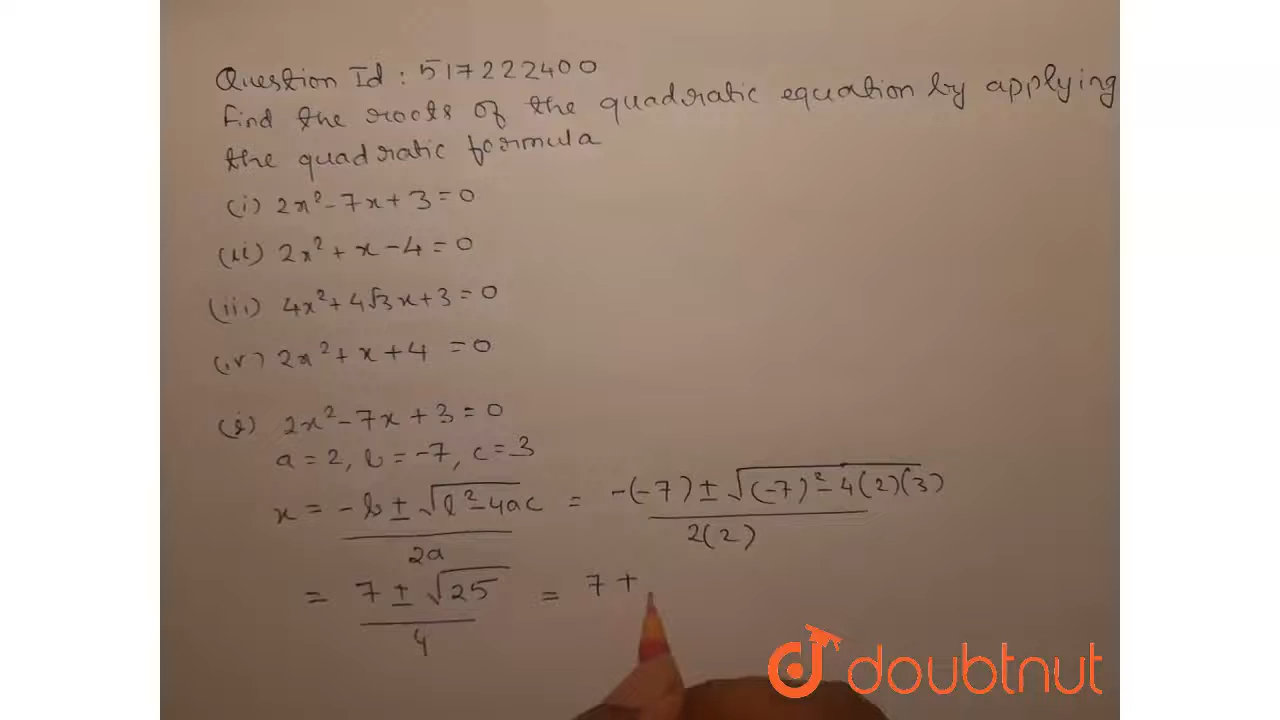 Question Id : 517222400
Find the roots of the quadratic equation by applying
the quadratic formula
(i) 2x²-7x+3=0
(ii) 2x²+x-4=0
(iii) 4x²+4√3x+3=0
(iv) 2x²+x+4=0
(i) 2x²-7x+3=0
a=2, b=-7, c=3
x = -b±√b²-4ac = -(-7)±√(-7)²-4(2)(3)
2a 2(2)
= 7±√25 = 7+
4
doubtnut